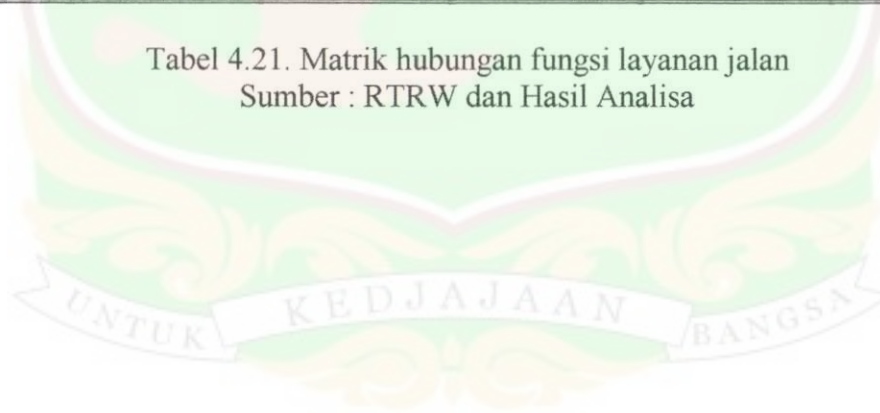 Tabel 4.21. Matrik hubungan fungsi layanan jalan
Sumber : RTRW dan Hasil Analisa
UNTUK KEDJAJAAN BANGSA